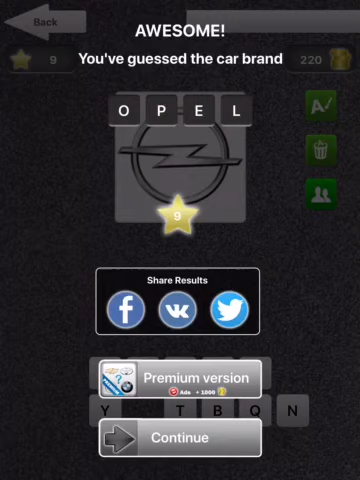 Back
AWESOME!
You've guessed the car brand
9
220
O P E L
A
9
Share Results
f
Premium version
Ads + 1000
Y T B Q N
Continue